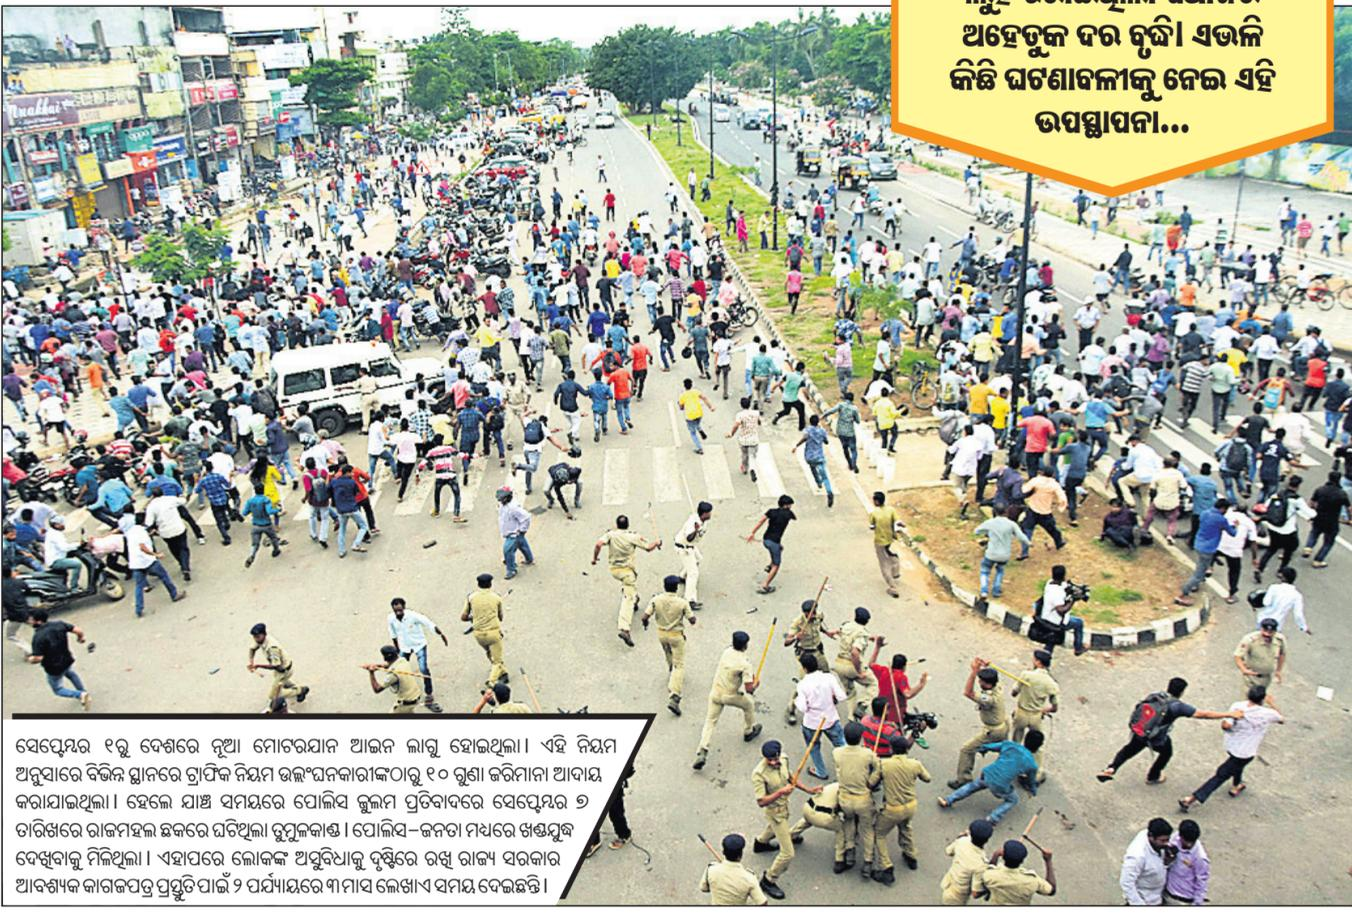 ଅହେତୁକ ଦର ବୃଦ୍ଧି। ଏଭଳି
କିଛି ଘଟଣାବଳୀକୁ ନେଇ ଏହି
ଉପସ୍ଥାପନା...
oppo
ସେପ୍ଟେମ୍ବର ୧ରୁ ଦେଶରେ ନୂଆ ମୋଟରଯାନ ଆଇନ ଲାଗୁ ହୋଇଥିଲା। ଏହି ନିୟମ
ଅନୁସାରେ ବିଭିନ୍ନ ସ୍ଥାନରେ ଟ୍ରାଫିକ ନିୟମ ଉଲ୍ଲଂଘନକାରୀଙ୍କଠାରୁ ୧୦ ଗୁଣା ଜରିମାନା ଆଦାୟ
କରାଯାଇଥିଲା। ହେଲେ ଯାଞ୍ଚ ସମୟରେ ପୋଲିସ ଜୁଲମ ପ୍ରତିବାଦରେ ସେପ୍ଟେମ୍ବର ୭
ତାରିଖରେ ରାଜମହଲ ଛକରେ ଘଟିଥିଲା ତୁମୁଳକାଣ୍ଡ। ପୋଲିସ-ଜନତା ମଧ୍ୟରେ ଖଣ୍ଡଯୁଦ୍ଧ
ଦେଖିବାକୁ ମିଳିଥିଲା। ଏହାପରେ ଲୋକଙ୍କ ଅସୁବିଧାକୁ ଦୃଷ୍ଟିରେ ରଖି ରାଜ୍ୟ ସରକାର
ଆବଶ୍ୟକ କାଗଜପତ୍ର ପ୍ରସ୍ତୁତି ପାଇଁ ୨ ପର୍ଯ୍ୟାୟରେ ୩ ମାସ ଲେଖାଏ ସମୟ ଦେଇଛନ୍ତି।